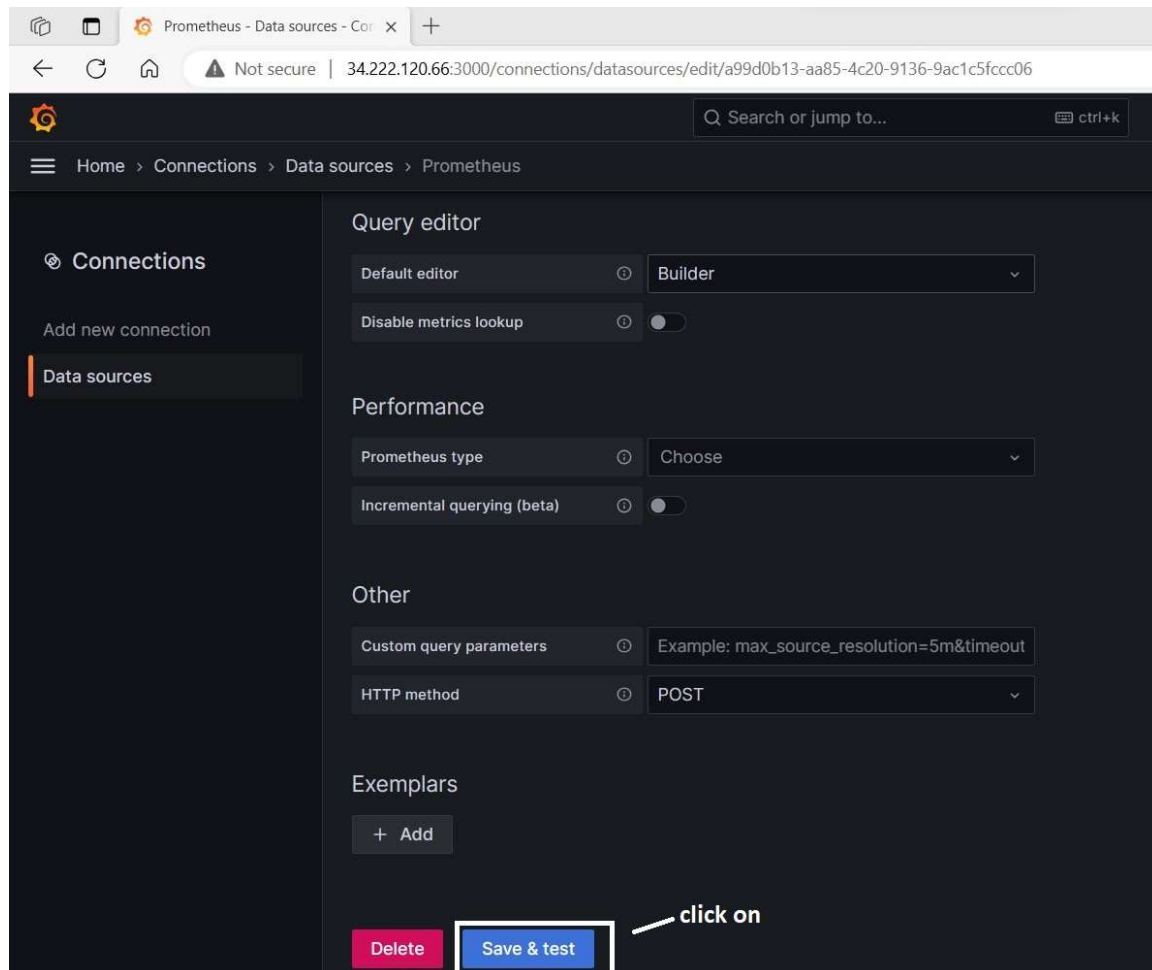 Prometheus - Data sources - Cor
Not secure | 34.222.120.66:3000/connections/datasources/edit/a99d0b13-aa85-4c20-9136-9ac1c5fccc06
Search or jump to... ctrl+k
Home > Connections > Data sources > Prometheus
Connections
Add new connection
Data sources
Query editor
Default editor Builder
Disable metrics lookup
Performance
Prometheus type Choose
Incremental querying (beta)
Other
Custom query parameters Example: max_source_resolution=5m&timeout
HTTP method POST
Exemplars
+ Add
click on
Delete Save & test